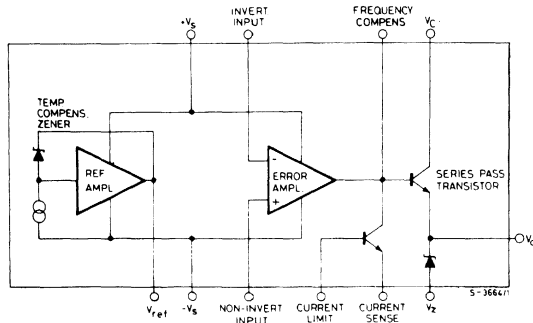 INVERT
INPUT
FREQUENCY
COMPENS
+Vs
Vc
TEMP
COMPENS.
ZENER
REF
AMPL
-
+
ERROR
AMPL.
SERIES PASS
TRANSISTOR
S-3664/1
Vref
-Vs
NON-INVERT
INPUT
CURRENT
LIMIT
CURRENT
SENSE
Vz